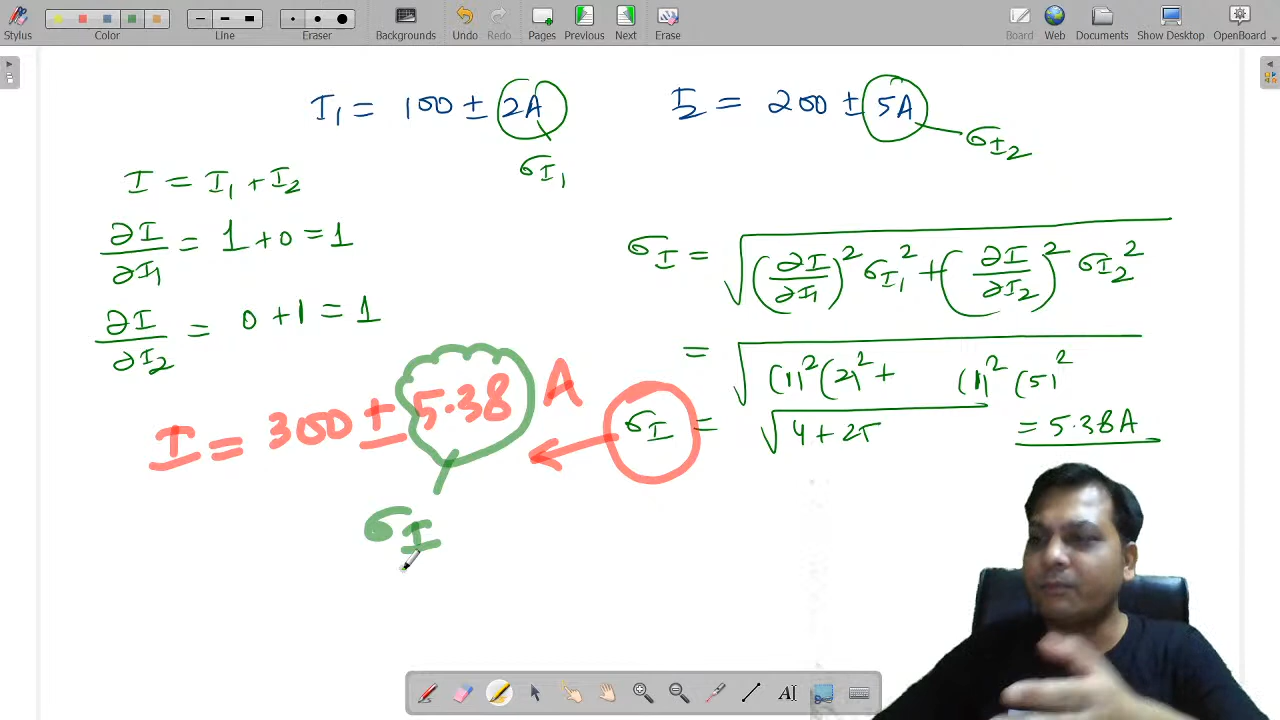 Stylus
Color
Line
Eraser
Backgrounds
Undo
Redo
Pages
Previous
Next
Erase
Board
Web
Documents
Show Desktop
OpenBoard
I₁ = 100 ± 2A
I₂ = 200 ± 5A
σI₁
σI₂
I = I₁ + I₂
∂I/∂I₁ = 1 + 0 = 1
∂I/∂I₂ = 0 + 1 = 1
σI = √((∂I/∂I₁)² σI₁² + (∂I/∂I₂)² σI₂²)
= √((1)² (2)² + (1)² (5)²)
σI = √(4 + 25) = 5.38A
I = 300 ± 5.38 A
σI
AI